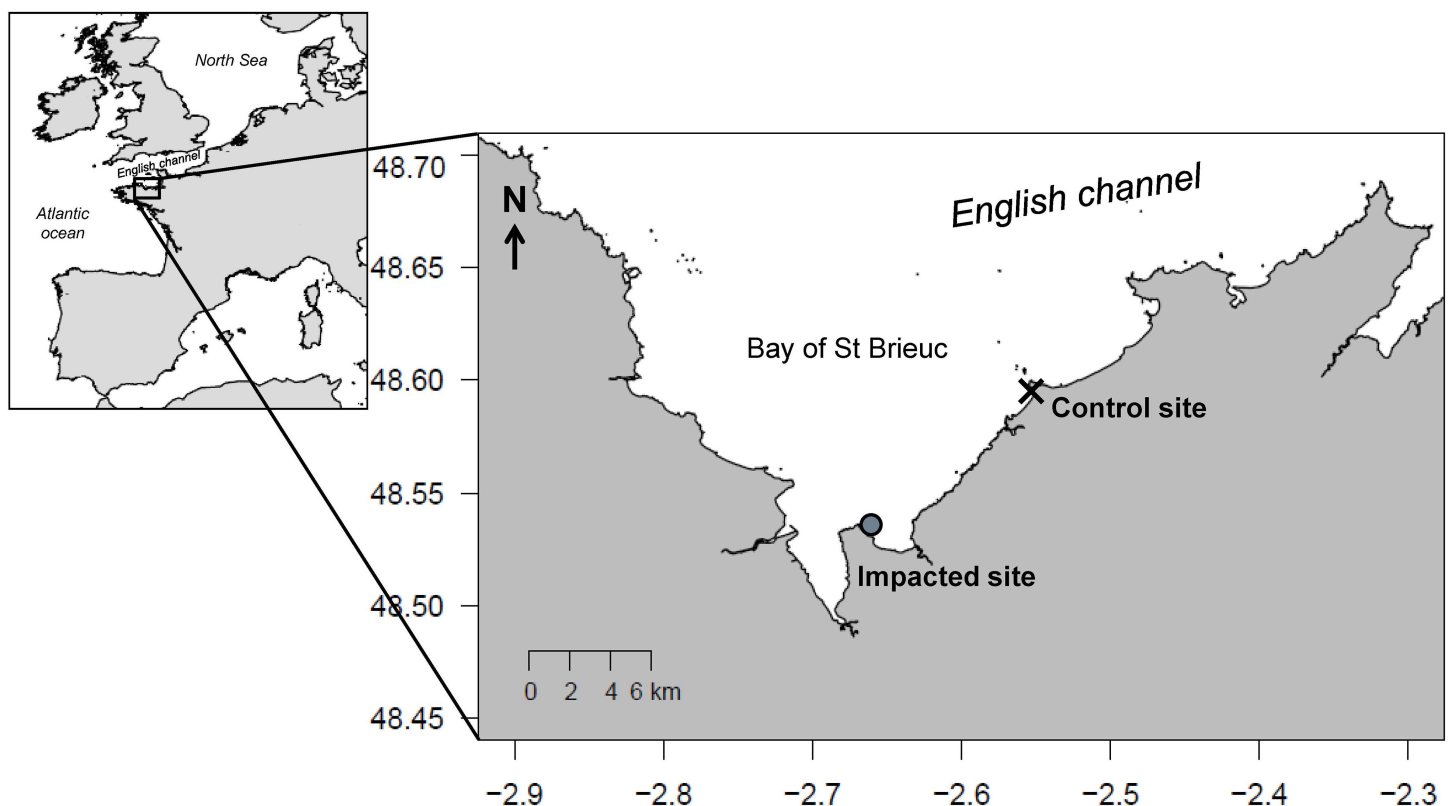 North Sea
English channel
Atlantic
ocean
48.70
48.65
48.60
48.55
48.50
48.45
N
English channel
Bay of St Brieuc
Control site
Impacted site
0 2 4 6 km
−2.9 −2.8 −2.7 −2.6 −2.5 −2.4 −2.3